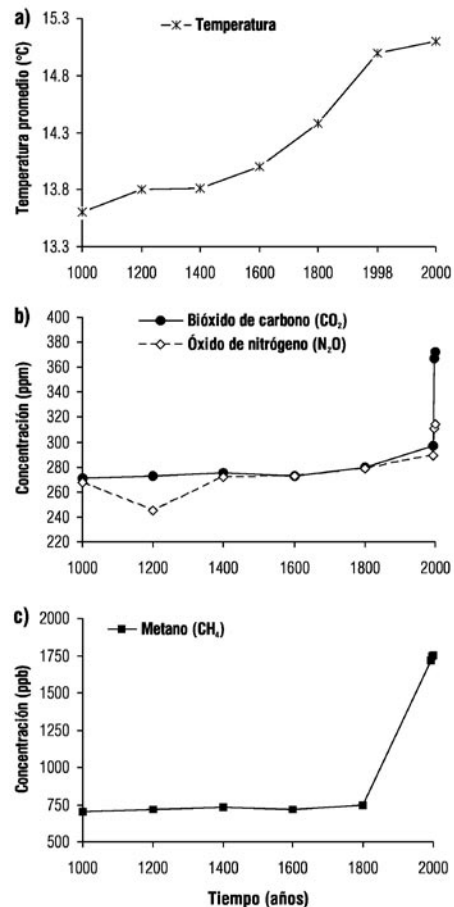 a)
Temperatura
Temperatura promedio (°C)
15.3
14.8
14.3
13.8
13.3
1000 1200 1400 1600 1800 1998 2000
b)
Bióxido de carbono (CO₂)
Óxido de nitrógeno (N₂O)
Concentración (ppm)
400
380
360
340
320
300
280
260
240
220
1000 1200 1400 1600 1800 2000
c)
Metano (CH₄)
Concentración (ppb)
2000
1750
1500
1250
1000
750
500
1000 1200 1400 1600 1800 2000
Tiempo (años)